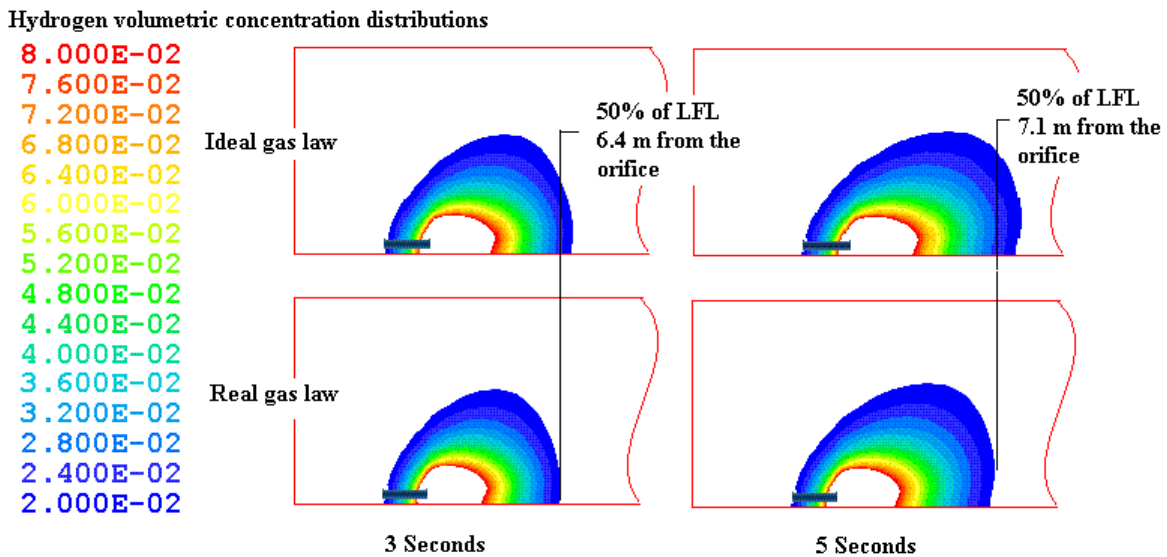 Hydrogen volumetric concentration distributions
8.000E-02
7.600E-02
7.200E-02
6.800E-02
6.400E-02
6.000E-02
5.600E-02
5.200E-02
4.800E-02
4.400E-02
4.000E-02
3.600E-02
3.200E-02
2.800E-02
2.400E-02
2.000E-02
Ideal gas law
50% of LFL
6.4 m from the
orifice
50% of LFL
7.1 m from the
orifice
Real gas law
3 Seconds
5 Seconds